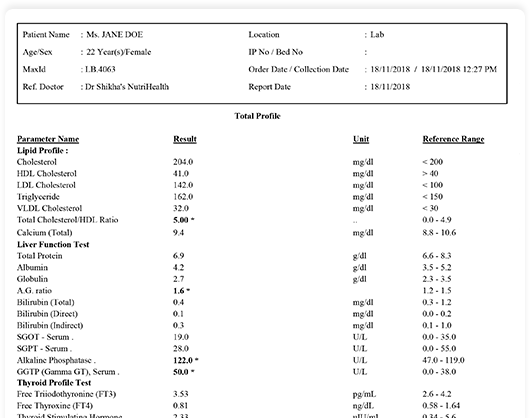 Patient Name : Ms. JANE DOE Location : Lab
Age/Sex : 22 Year(s)/Female IP No / Bed No :
MaxId : LB.4063 Order Date / Collection Date : 18/11/2018 / 18/11/2018 12:27 PM
Ref. Doctor : Dr Shikha's NutriHealth Report Date : 18/11/2018
Total Profile
Parameter Name Result Unit Reference Range
Lipid Profile :
Cholesterol 204.0 mg/dl < 200
HDL Cholesterol 41.0 mg/dl > 40
LDL Cholesterol 142.0 mg/dl < 100
Triglyceride 162.0 mg/dl < 150
VLDL Cholesterol 32.0 mg/dl < 30
Total Cholesterol/HDL Ratio 5.00 * .. 0.0 - 4.9
Calcium (Total) 9.4 mg/dl 8.8 - 10.6
Liver Function Test
Total Protein 6.9 g/dl 6.6 - 8.3
Albumin 4.2 g/dl 3.5 - 5.2
Globulin 2.7 g/dl 2.3 - 3.5
A.G. ratio 1.6 * 1.2 - 1.5
Bilirubin (Total) 0.4 mg/dl 0.3 - 1.2
Bilirubin (Direct) 0.1 mg/dl 0.0 - 0.2
Bilirubin (Indirect) 0.3 mg/dl 0.1 - 1.0
SGOT - Serum . 19.0 U/L 0.0 - 35.0
SGPT - Serum . 28.0 U/L 0.0 - 55.0
Alkaline Phosphatase . 122.0 * U/L 47.0 - 119.0
GGTP (Gamma GT), Serum . 50.0 * U/L 0.0 - 38.0
Thyroid Profile Test
Free Triiodothyronine (FT3) 3.53 pg/mL 2.6 - 4.2
Free Thyroxine (FT4) 0.81 ng/dL 0.58 - 1.64
Thyroid Stimulating Hormone 2.33 uIU/mL 0.34 - 5.6